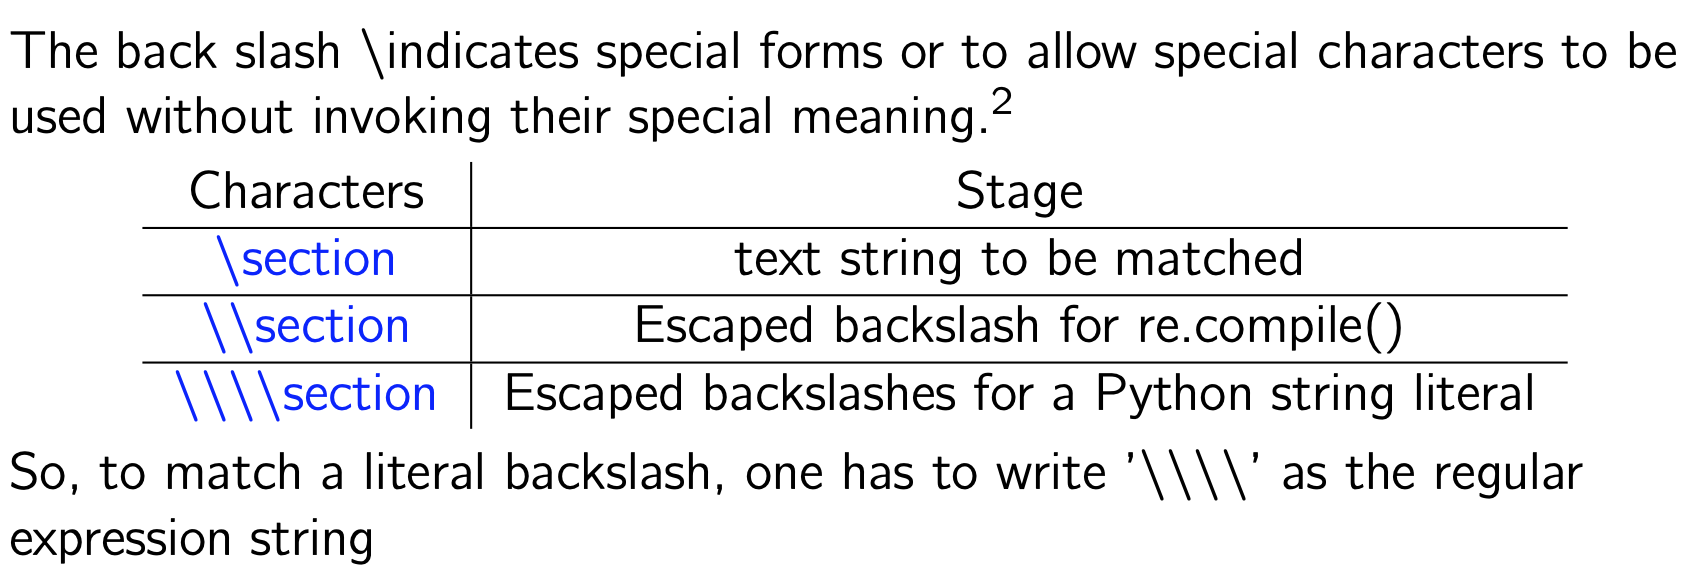 The back slash \indicates special forms or to allow special characters to be
used without invoking their special meaning.²
Characters Stage
\section text string to be matched
\\section Escaped backslash for re.compile()
\\\\section Escaped backslashes for a Python string literal
So, to match a literal backslash, one has to write ’\\\\’ as the regular
expression string